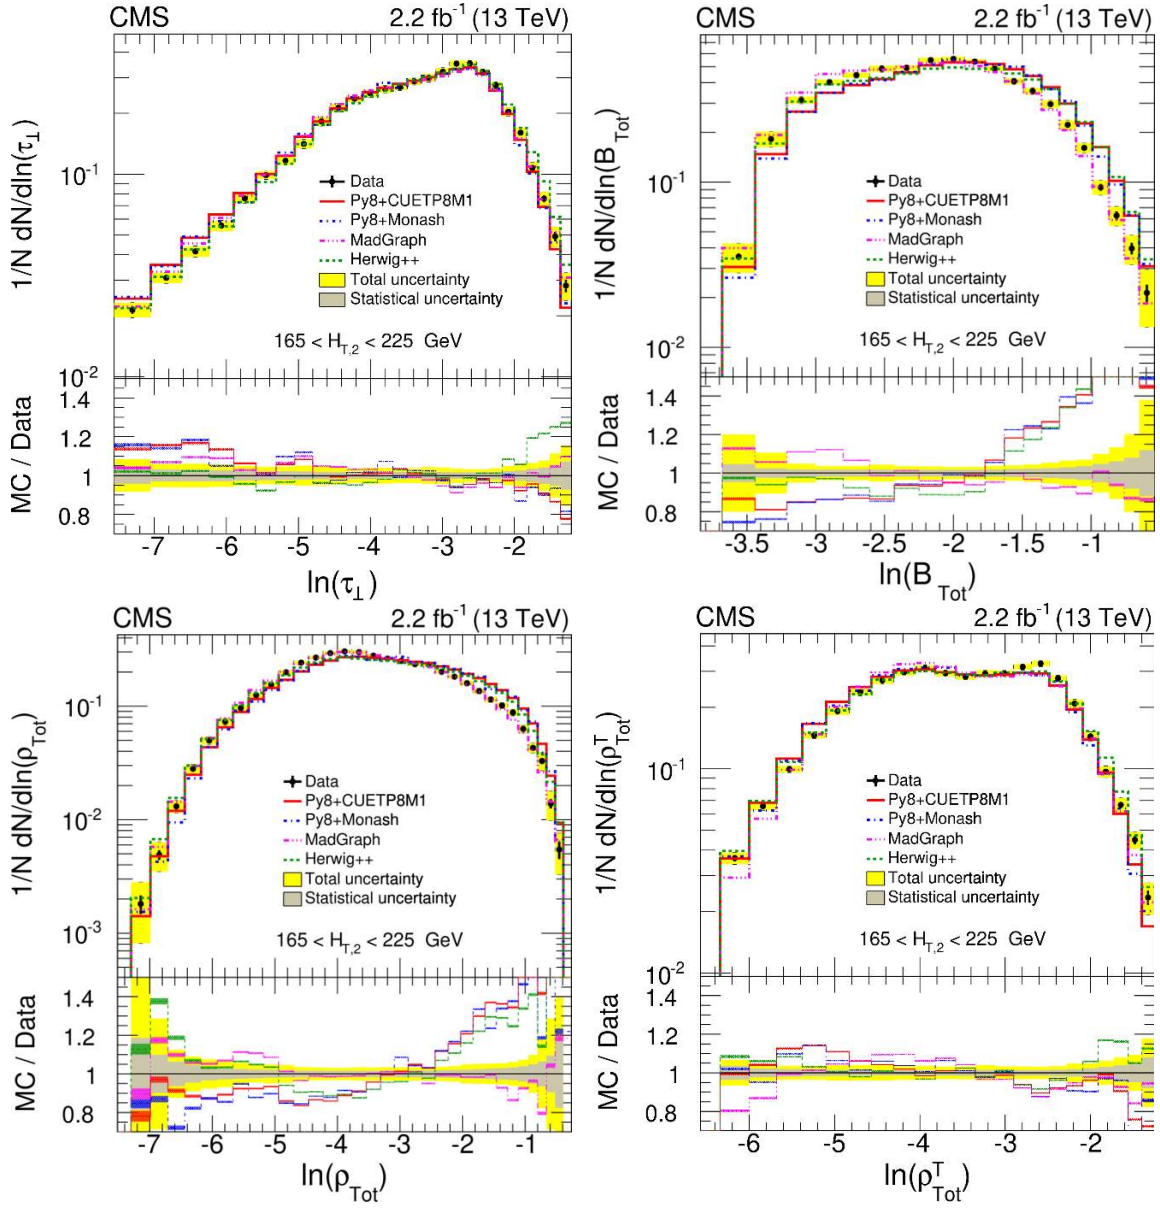 CMS 2.2 fb⁻¹ (13 TeV)
1/N dN/dln(τ⊥)
10⁻¹
10⁻²
Data
Py8+CUETP8M1
Py8+Monash
MadGraph
Herwig++
Total uncertainty
Statistical uncertainty
165 < H_T,2 < 225 GeV
MC / Data
1.4
1.2
1
0.8
-7 -6 -5 -4 -3 -2
ln(τ⊥)
CMS 2.2 fb⁻¹ (13 TeV)
1/N dN/dln(B_Tot)
10⁻¹
10⁻²
Data
Py8+CUETP8M1
Py8+Monash
MadGraph
Herwig++
Total uncertainty
Statistical uncertainty
165 < H_T,2 < 225 GeV
MC / Data
1.4
1.2
1
0.8
-3.5 -3 -2.5 -2 -1.5 -1
ln(B_Tot)
CMS 2.2 fb⁻¹ (13 TeV)
1/N dN/dln(ρ_Tot)
10⁻¹
10⁻²
10⁻³
Data
Py8+CUETP8M1
Py8+Monash
MadGraph
Herwig++
Total uncertainty
Statistical uncertainty
165 < H_T,2 < 225 GeV
MC / Data
1.4
1.2
1
0.8
-7 -6 -5 -4 -3 -2 -1
ln(ρ_Tot)
CMS 2.2 fb⁻¹ (13 TeV)
1/N dN/dln(ρ^T_Tot)
10⁻¹
10⁻²
Data
Py8+CUETP8M1
Py8+Monash
MadGraph
Herwig++
Total uncertainty
Statistical uncertainty
165 < H_T,2 < 225 GeV
MC / Data
1.4
1.2
1
0.8
-6 -5 -4 -3 -2
ln(ρ^T_Tot)